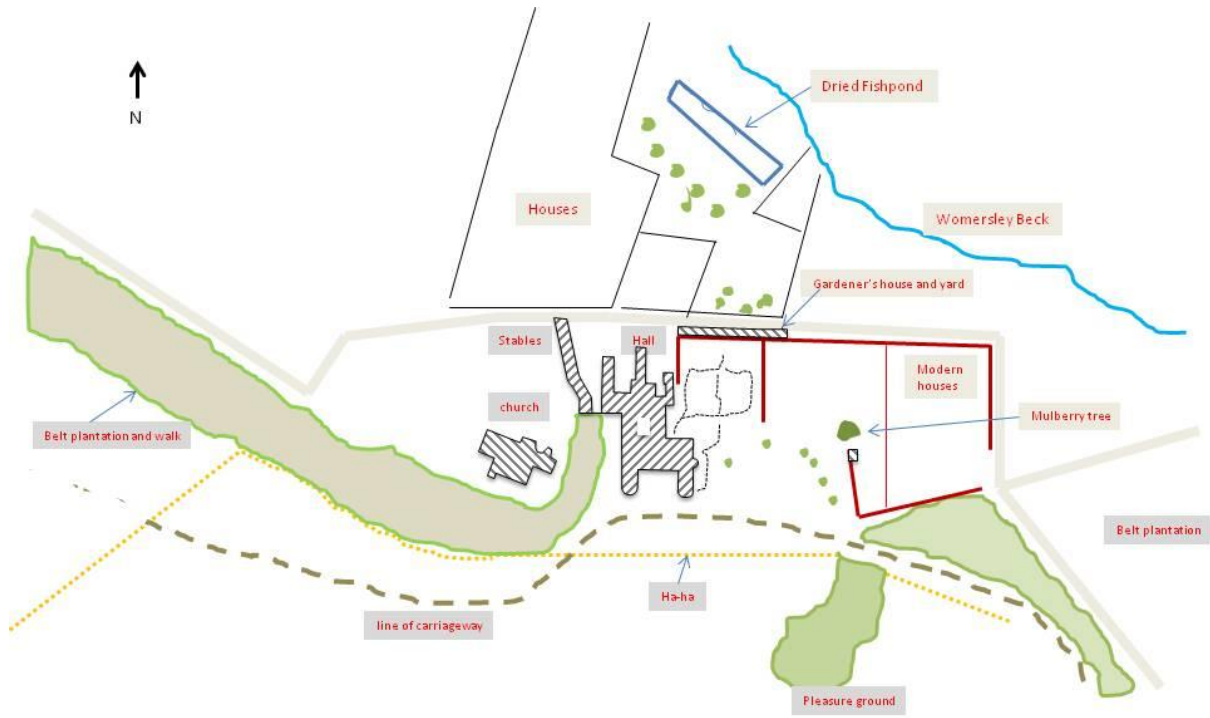 Dried Fishpond
N
Houses
Womersley Beck
Gardener's house and yard
Stables
Hall
Modern
houses
church
Mulberry tree
Belt plantation and walk
Belt plantation
Ha-ha
line of carriageway
Pleasure ground